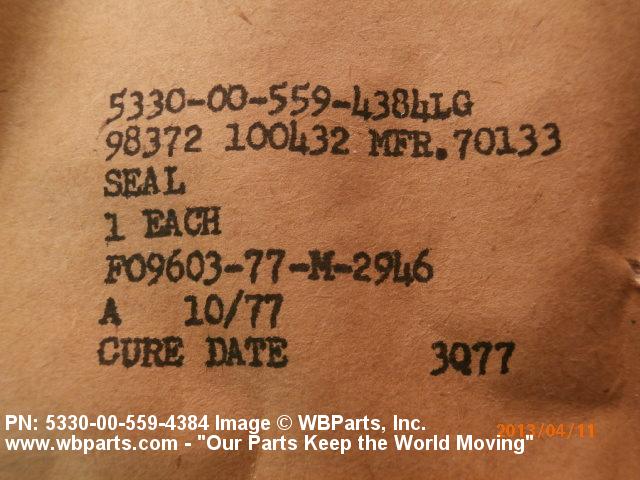 5330-00-559-4384LG
98372 100432 MFR.70133
SEAL
1 EACH
FO9603-77-M-2946
A 10/77
CURE DATE 3Q77
PN: 5330-00-559-4384 Image © WBParts, Inc.
2013/04/11
www.wbparts.com - "Our Parts Keep the World Moving"